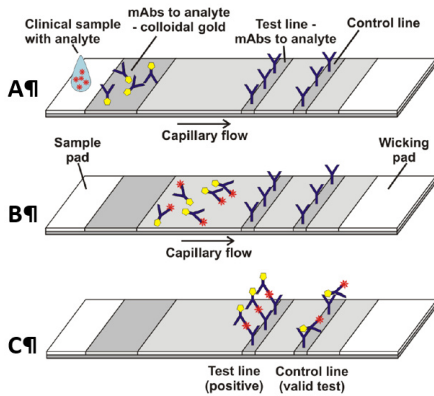 Clinical sample
with analyte
mAbs to analyte
- colloidal gold
Test line -
mAbs to analyte
Control line
A¶
Capillary flow
Sample
pad
Wicking
pad
B¶
Capillary flow
C¶
Test line
(positive)
Control line
(valid test)